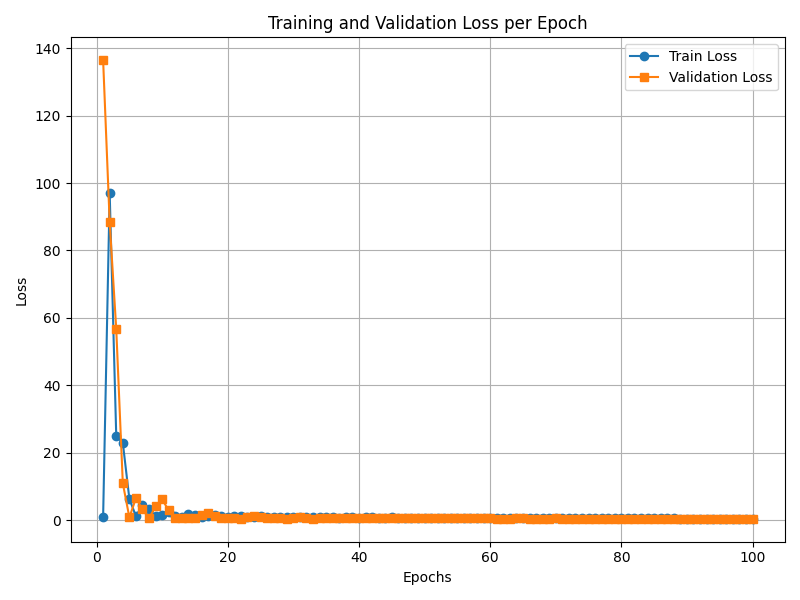 Training and Validation Loss per Epoch
Train Loss
Validation Loss
140
120
100
80
60
40
20
0
Loss
0 20 40 60 80 100
Epochs